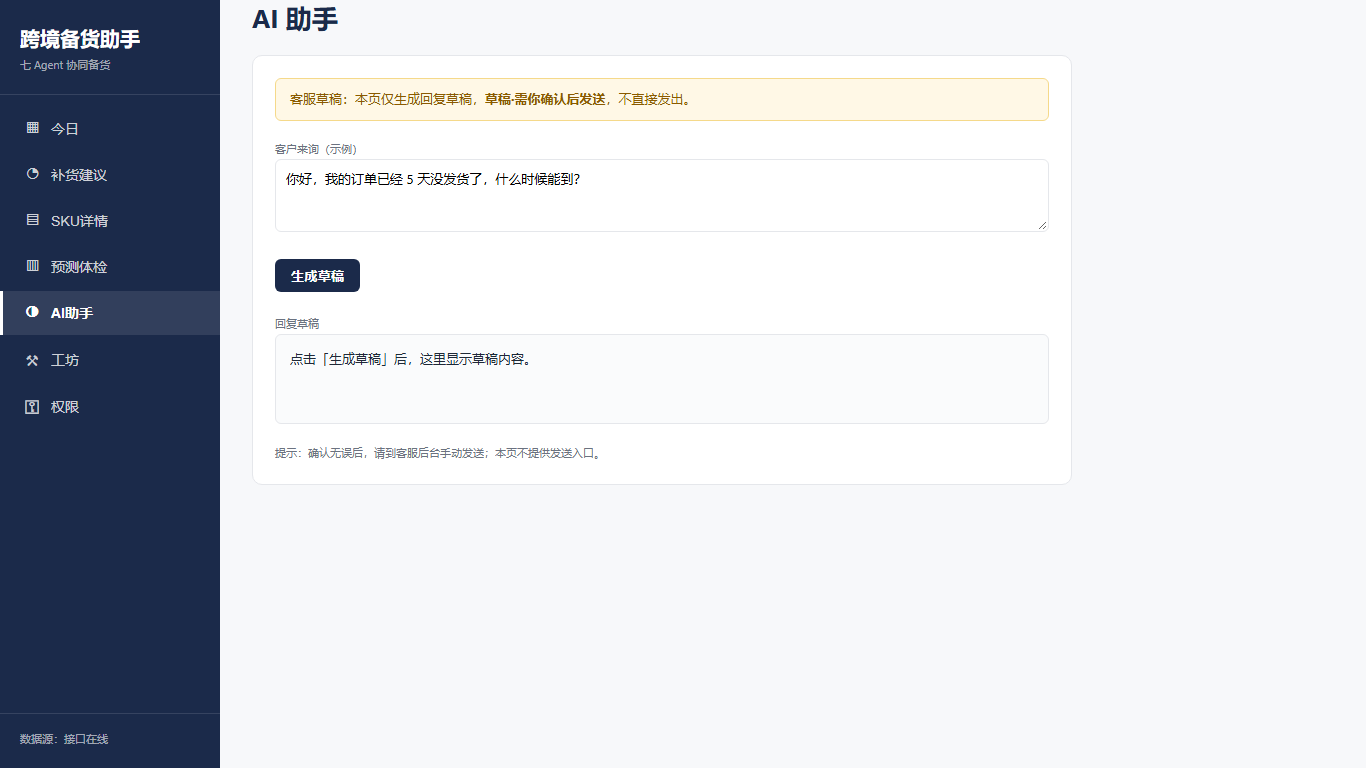 跨境备货助手
七 Agent 协同备货
今日
补货建议
SKU详情
预测体检
AI助手
工坊
权限
数据源：接口在线
AI 助手
客服草稿：本页仅生成回复草稿，草稿·需你确认后发送，不直接发出。
客户来询（示例）
你好，我的订单已经 5 天没发货了，什么时候能到？
生成草稿
回复草稿
点击「生成草稿」后，这里显示草稿内容。
提示：确认无误后，请到客服后台手动发送；本页不提供发送入口。